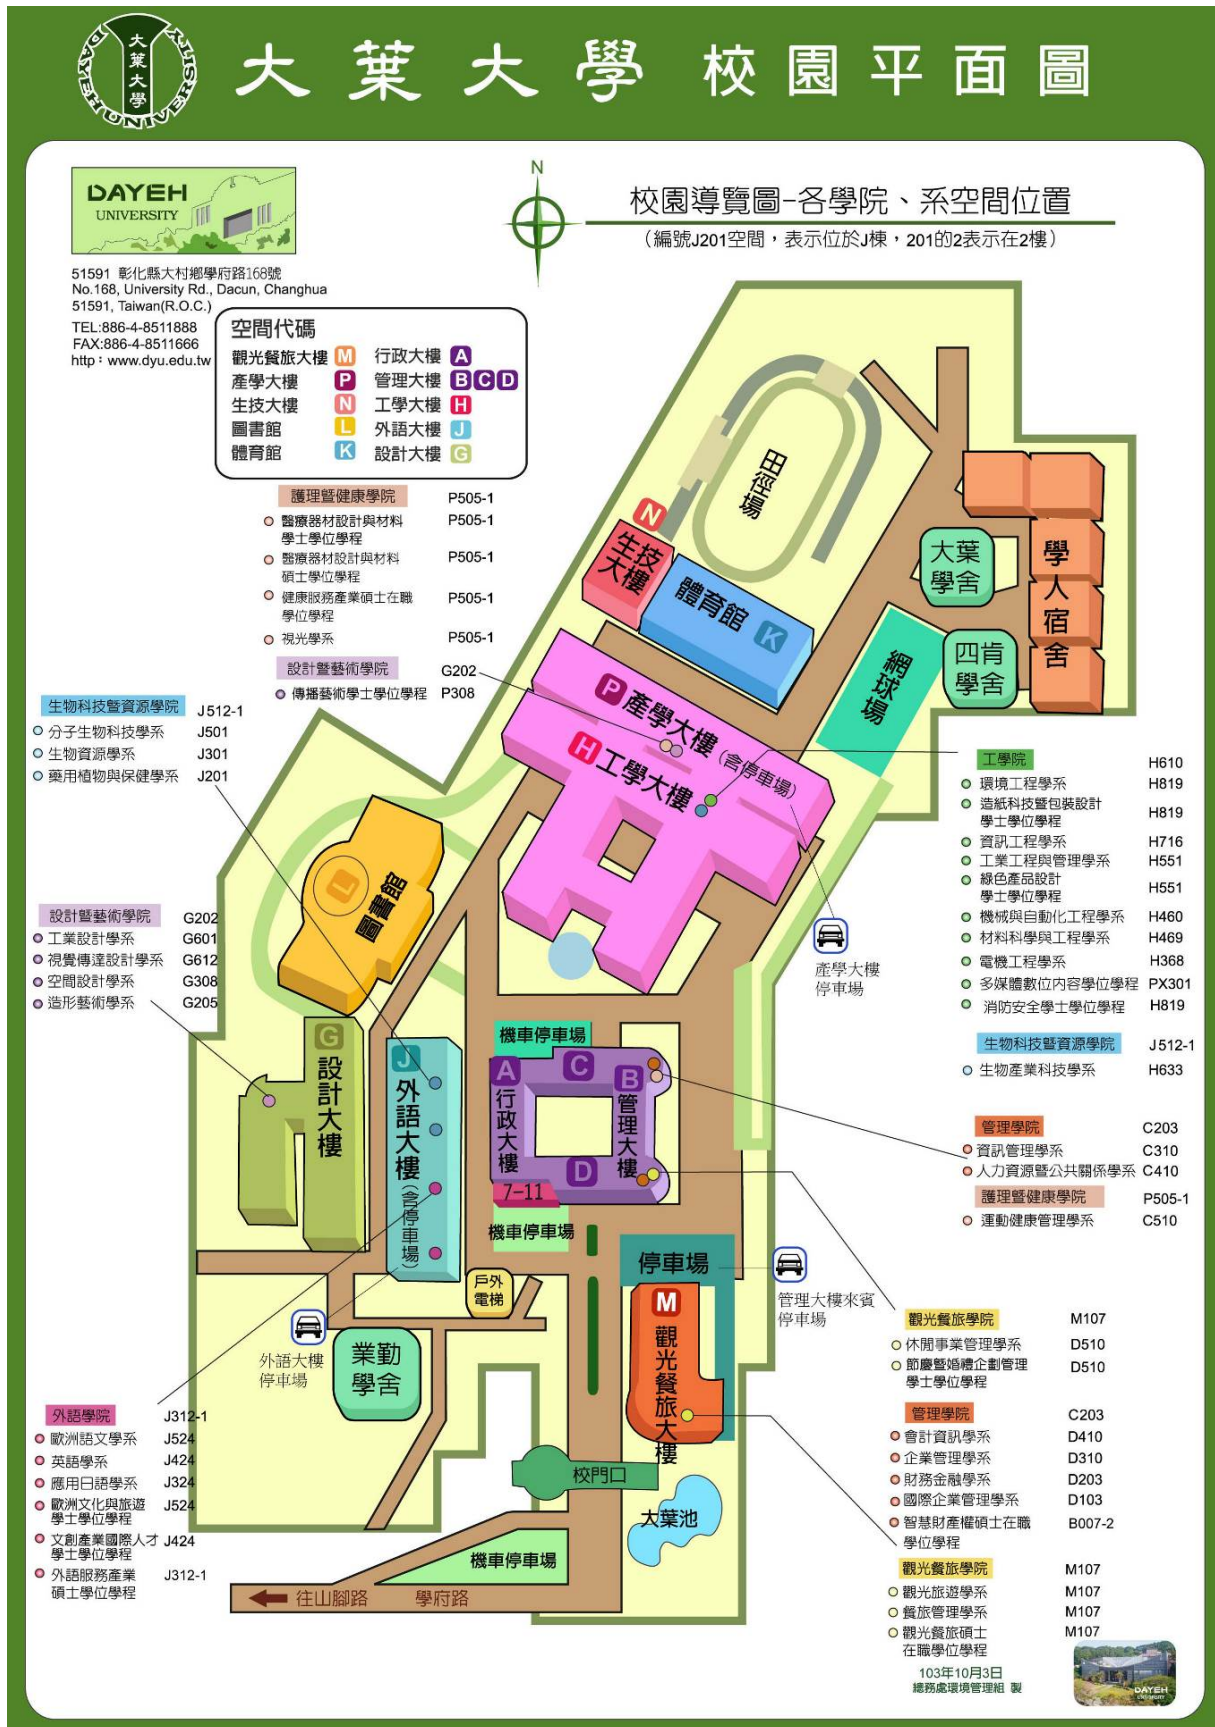 大葉大學
DAYEH UNIVERSITY
大葉大學 校園平面圖
DAYEH
UNIVERSITY
51591 彰化縣大村鄉學府路168號
No.168, University Rd., Dacun, Changhua
51591, Taiwan(R.O.C.)
TEL:886-4-8511888
FAX:886-4-8511666
http：www.dyu.edu.tw
N
校園導覽圖-各學院、系空間位置
（編號J201空間，表示位於J棟，201的2表示在2樓）
空間代碼
觀光餐旅大樓 M 行政大樓 A
產學大樓 P 管理大樓 B C D
生技大樓 N 工學大樓 H
圖書館 L 外語大樓 J
體育館 K 設計大樓 G
護理暨健康學院 P505-1
醫療器材設計與材料 P505-1
學士學位學程
醫療器材設計與材料 P505-1
碩士學位學程
健康服務產業碩士在職 P505-1
學位學程
視光學系 P505-1
設計暨藝術學院 G202
傳播藝術學士學位學程 P308
生物科技暨資源學院 J512-1
分子生物科技學系 J501
生物資源學系 J301
藥用植物與保健學系 J201
設計暨藝術學院 G202
工業設計學系 G601
視覺傳達設計學系 G612
空間設計學系 G308
造形藝術學系 G205
外語學院 J312-1
歐洲語文學系 J524
英語學系 J424
應用日語學系 J324
歐洲文化與旅遊 J524
學士學位學程
文創產業國際人才 J424
學士學位學程
外語服務產業 J312-1
碩士學位學程
田徑場
N
生技
大樓
體育館 K
大葉
學舍
學人宿舍
四肯
學舍
網球場
P 產學大樓（含停車場）
H 工學大樓
L
圖書館
產學大樓
停車場
G
設計大樓
J
外語大樓（含停車場）
機車停車場
A
行政大樓
C
B
管理大樓
D
7-11
機車停車場
停車場
管理大樓來賓
停車場
戶外
電梯
M
觀光餐旅大樓
外語大樓
停車場
業勤
學舍
校門口
大葉池
機車停車場
往山腳路 學府路
工學院 H610
環境工程學系 H819
造紙科技暨包裝設計 H819
學士學位學程
資訊工程學系 H716
工業工程與管理學系 H551
綠色產品設計 H551
學士學位學程
機械與自動化工程學系 H460
材料科學與工程學系 H469
電機工程學系 H368
多媒體數位內容學位學程 PX301
消防安全學士學位學程 H819
生物科技暨資源學院 J512-1
生物產業科技學系 H633
管理學院 C203
資訊管理學系 C310
人力資源暨公共關係學系 C410
護理暨健康學院 P505-1
運動健康管理學系 C510
觀光餐旅學院 M107
休閒事業管理學系 D510
節慶暨婚禮企劃管理 D510
學士學位學程
管理學院 C203
會計資訊學系 D410
企業管理學系 D310
財務金融學系 D203
國際企業管理學系 D103
智慧財產權碩士在職 B007-2
學位學程
觀光餐旅學院 M107
觀光旅遊學系 M107
餐旅管理學系 M107
觀光餐旅碩士 M107
在職學位學程
103年10月3日
總務處環境管理組 製
DAYEH
UNIVERSITY